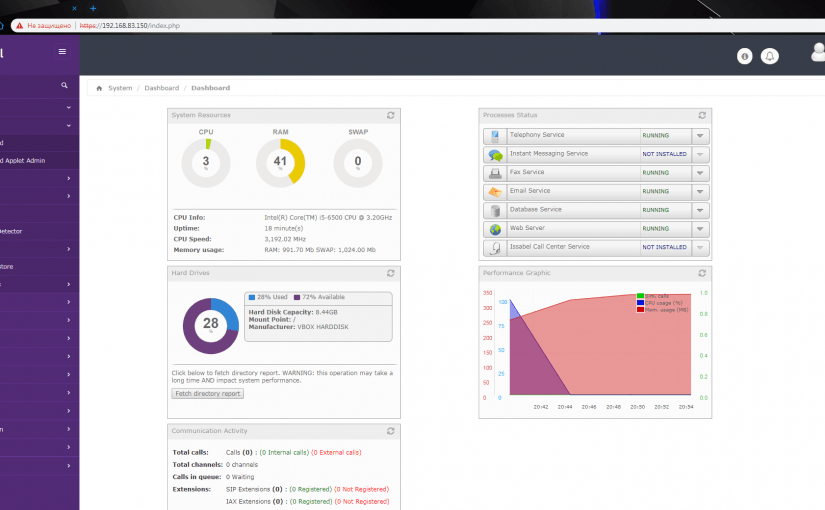 Не защищено | https://192.168.83.150/index.php
l
System / Dashboard / Dashboard
d
d Applet Admin
Detector
store
s
n
System Resources
CPU
RAM
SWAP
3
%
41
%
0
%
CPU Info: Intel(R) Core(TM) i5-6500 CPU @ 3.20GHz
Uptime: 18 minute(s)
CPU Speed: 3,192.02 MHz
Memory usage: RAM: 991.70 Mb SWAP: 1,024.00 Mb
Processes Status
Telephony Service RUNNING
Instant Messaging Service NOT INSTALLED
Fax Service RUNNING
Email Service RUNNING
Database Service RUNNING
Web Server RUNNING
Issabel Call Center Service NOT INSTALLED
Hard Drives
28
%
28% Used 72% Available
Hard Disk Capacity: 8.44GB
Mount Point: /
Manufacturer: VBOX HARDDISK
Click below to fetch directory report. WARNING: this operation may take a
long time AND impact system performance.
Fetch directory report
Performance Graphic
Sim. calls
CPU usage (%)
Mem. usage (MB)
350
300
250
200
150
100
50
0
100
75
50
25
0
1.0
0.8
0.6
0.4
0.2
0.0
20:42 20:44 20:46 20:48 20:50 20:52 20:54
Communication Activity
Total calls: Calls (0) : (0 Internal calls) (0 External calls)
Total channels: 0 channels
Calls in queue: 0 Waiting
Extensions: SIP Extensions (0) : (0 Registered) (0 Not Registered)
IAX Extensions (0) : (0 Registered) (0 Not Registered)